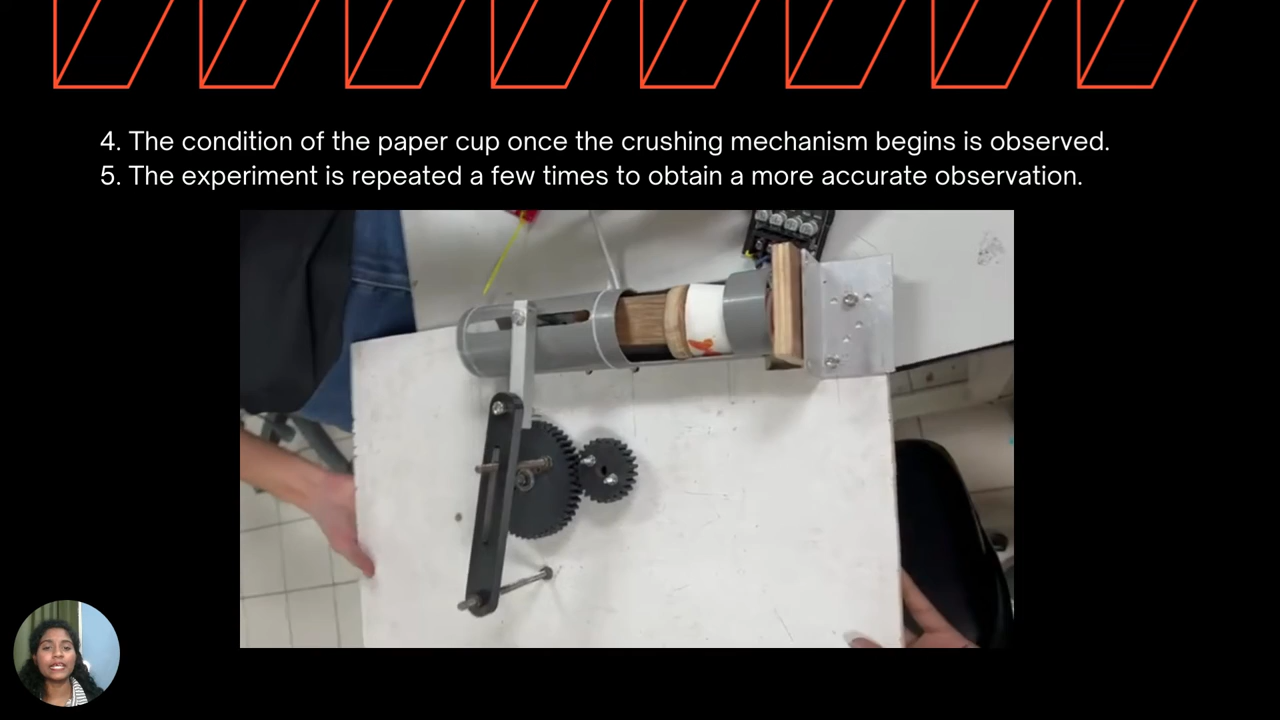 4. The condition of the paper cup once the crushing mechanism begins is observed.
5. The experiment is repeated a few times to obtain a more accurate observation.